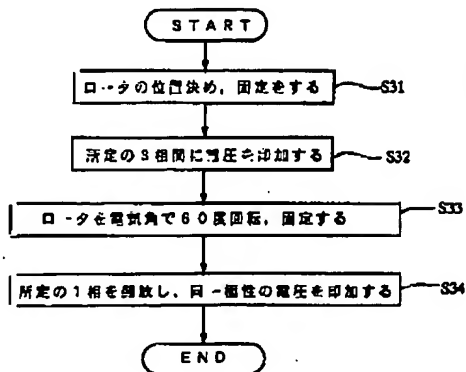 START
ロータの位置決め，固定をする
S31
所定の3相間に電圧を印加する
S32
ロータを電気角で60度回転，固定する
S33
所定の1相を開放し、同一極性の電圧を印加する
S34
END